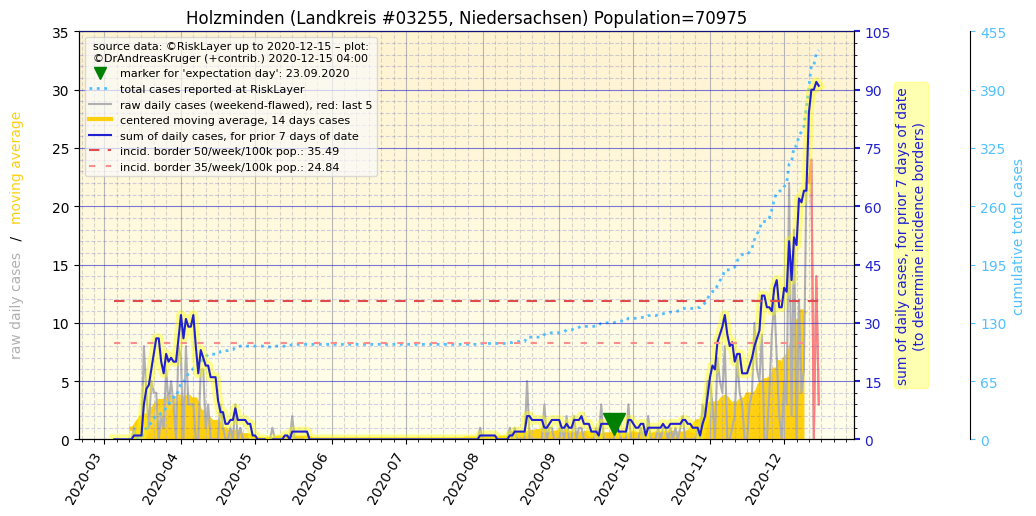 Holzminden (Landkreis #03255, Niedersachsen) Population=70975
source data: ©RiskLayer up to 2020-12-15 – plot:
©DrAndreasKruger (+contrib.) 2020-12-15 04:00
marker for 'expectation day': 23.09.2020
total cases reported at RiskLayer
raw daily cases (weekend-flawed), red: last 5
centered moving average, 14 days cases
sum of daily cases, for prior 7 days of date
incid. border 50/week/100k pop.: 35.49
incid. border 35/week/100k pop.: 24.84
raw daily cases / moving average
35
30
25
20
15
10
5
0
2020-03
2020-04
2020-05
2020-06
2020-07
2020-08
2020-09
2020-10
2020-11
2020-12
105
90
75
60
45
30
15
0
sum of daily cases, for prior 7 days of date
(to determine incidence borders)
455
390
325
260
195
130
65
0
cumulative total cases